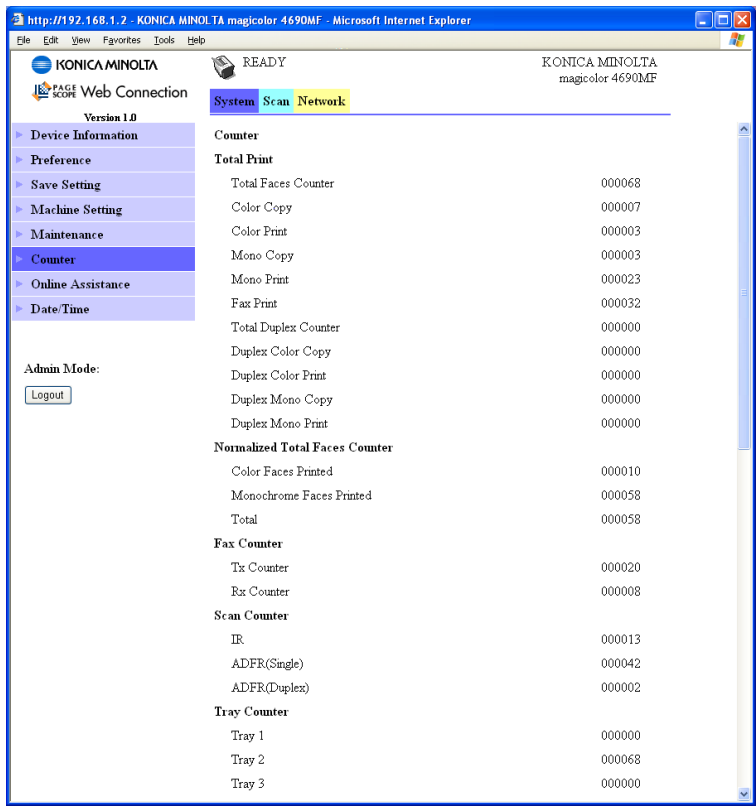 http://192.168.1.2 - KONICA MINOLTA magicolor 4690MF - Microsoft Internet Explorer
File Edit View Favorites Tools Help
KONICA MINOLTA
PAGE SCOPE Web Connection
Version 1.0
READY
KONICA MINOLTA
magicolor 4690MF
System Scan Network
Device Information
Preference
Save Setting
Machine Setting
Maintenance
Counter
Online Assistance
Date/Time
Admin Mode:
Logout
Counter
Total Print
Total Faces Counter 000068
Color Copy 000007
Color Print 000003
Mono Copy 000003
Mono Print 000023
Fax Print 000032
Total Duplex Counter 000000
Duplex Color Copy 000000
Duplex Color Print 000000
Duplex Mono Copy 000000
Duplex Mono Print 000000
Normalized Total Faces Counter
Color Faces Printed 000010
Monochrome Faces Printed 000058
Total 000058
Fax Counter
Tx Counter 000020
Rx Counter 000008
Scan Counter
IR 000013
ADFR(Single) 000042
ADFR(Duplex) 000002
Tray Counter
Tray 1 000000
Tray 2 000068
Tray 3 000000